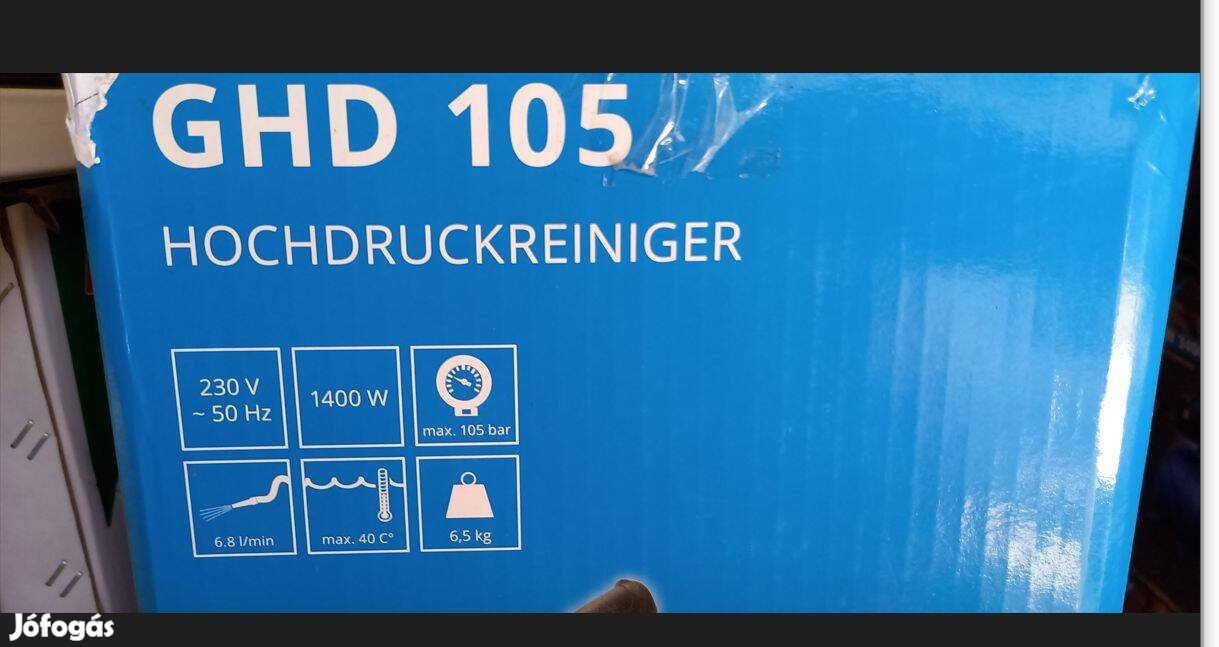 GHD 105
HOCHDRUCKREINIGER
230 V
~ 50 Hz
1400 W
max. 105 bar
6.8 l/min
max. 40 C°
6,5 kg
Jófogás